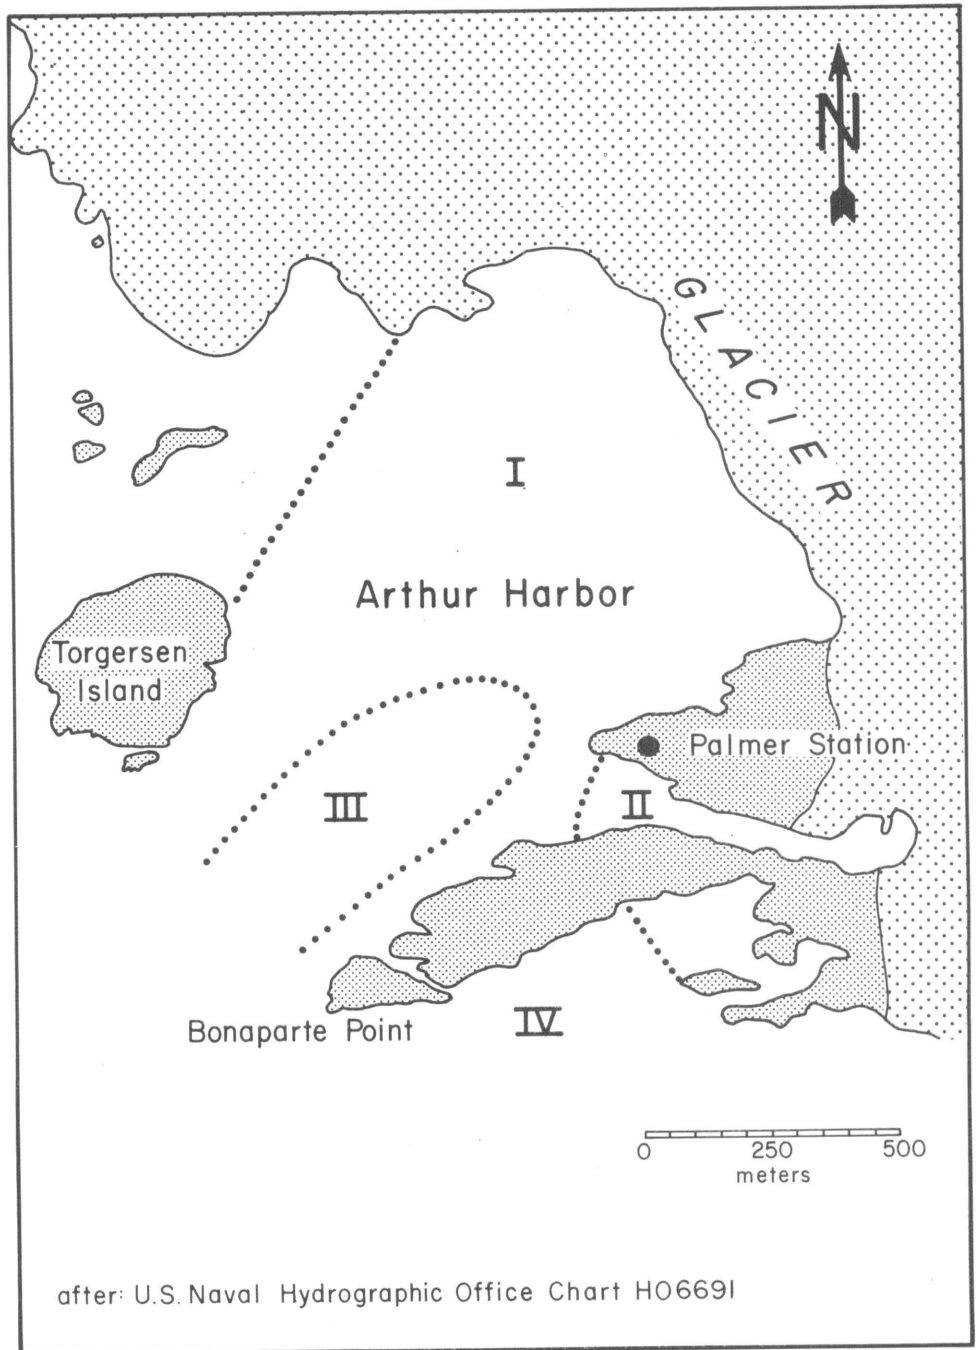 N
GLACIER
I
Arthur Harbor
Torgersen
Island
Palmer Station
III
II
Bonaparte Point
IV
0 250 500
meters
after: U.S. Naval Hydrographic Office Chart HO6691